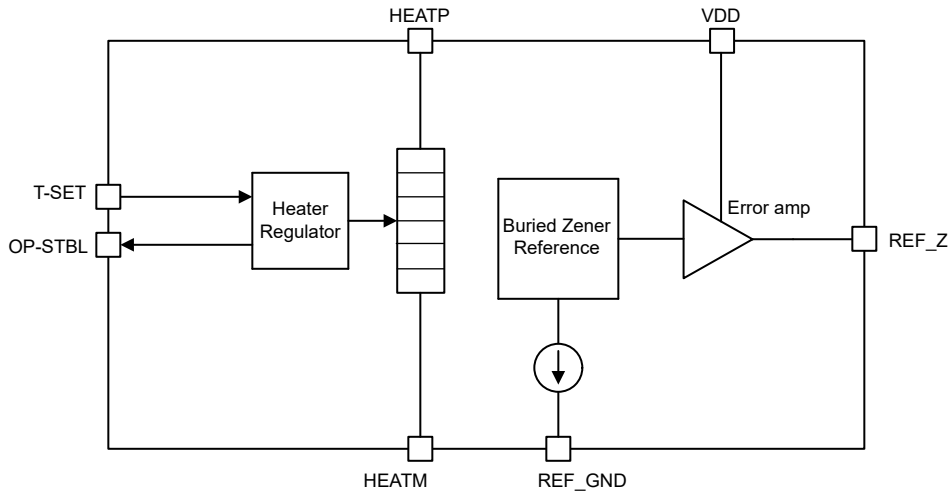 HEATP
VDD
T-SET
OP-STBL
Heater
Regulator
Buried Zener
Reference
Error amp
REF_Z
HEATM
REF_GND